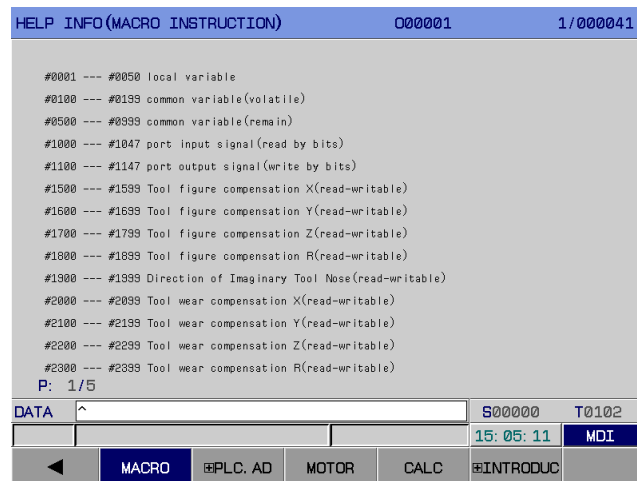 HELP INFO(MACRO INSTRUCTION) O00001 1/000041
#0001 --- #0050 local variable
#0100 --- #0199 common variable(volatile)
#0500 --- #0999 common variable(remain)
#1000 --- #1047 port input signal(read by bits)
#1100 --- #1147 port output signal(write by bits)
#1500 --- #1599 Tool figure compensation X(read-writable)
#1600 --- #1699 Tool figure compensation Y(read-writable)
#1700 --- #1799 Tool figure compensation Z(read-writable)
#1800 --- #1899 Tool figure compensation R(read-writable)
#1900 --- #1999 Direction of Imaginary Tool Nose(read-writable)
#2000 --- #2099 Tool wear compensation X(read-writable)
#2100 --- #2199 Tool wear compensation Y(read-writable)
#2200 --- #2299 Tool wear compensation Z(read-writable)
#2300 --- #2399 Tool wear compensation R(read-writable)
P: 1/5
DATA ^ S00000 T0102
15:05:11 MDI
◀ MACRO ⊞PLC. AD MOTOR CALC ⊞INTRODUC